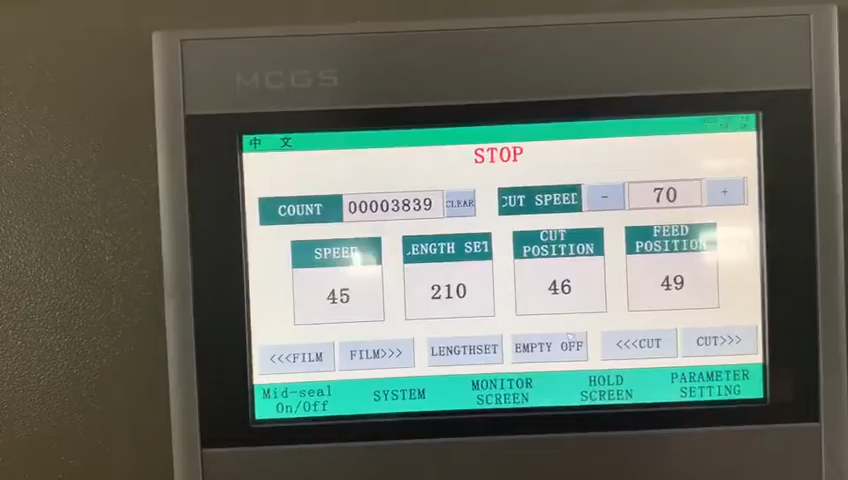 MCGS
中 文
STOP
COUNT 00003839 CLEAR
CUT SPEED - 70 +
SPEED
LENGTH SET
CUT POSITION
FEED POSITION
45 210 46 49
<<<FILM FILM>>> LENGTHSET EMPTY OFF <<<CUT CUT>>>
Mid-seal On/Off
SYSTEM
MONITOR SCREEN
HOLD SCREEN
PARAMETER SETTING